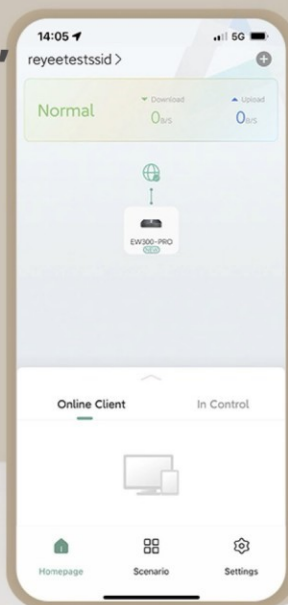 14:05
5G
reyeetestssid >
Normal
Download
0B/S
Upload
0B/S
EW300-PRO
Online Client
In Control
Homepage
Scenario
Settings